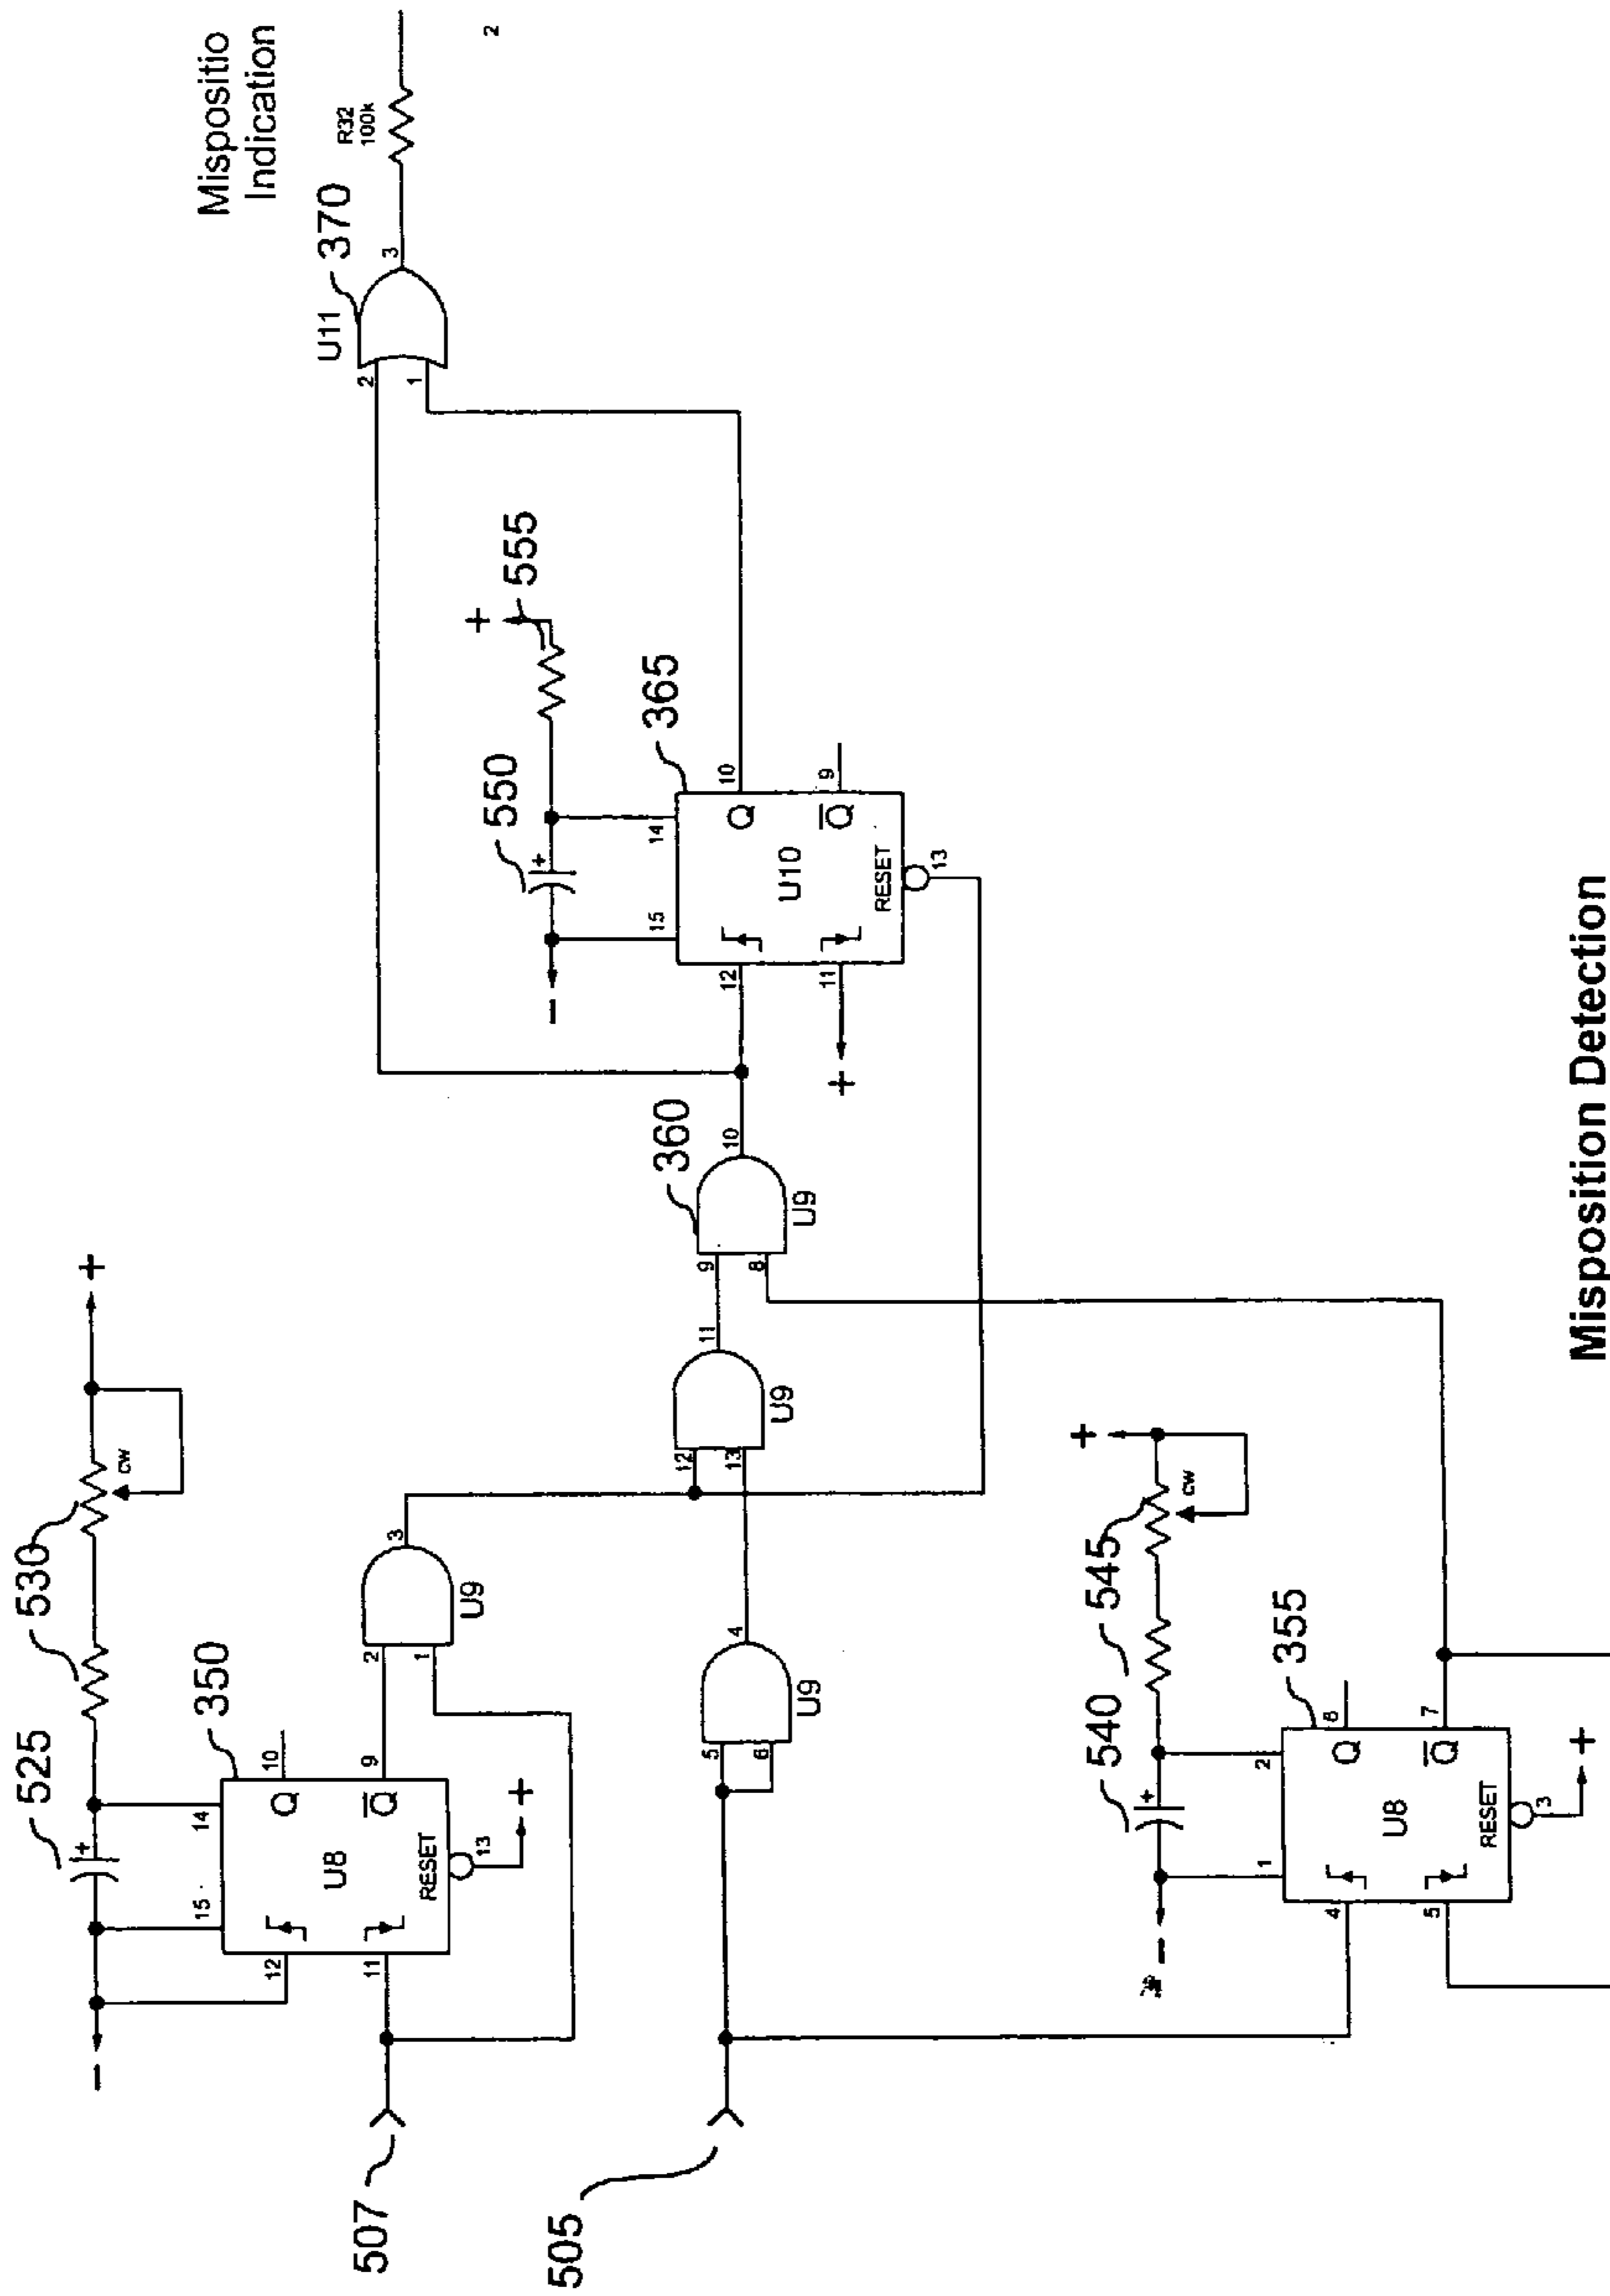 Mispositio
Indication
R32
100k
2
U11
370
3
2
1
+
555
550
+
365
14
15
10
Q
9
Q
U10
RESET
13
12
11
−
+
360
10
U9
9
8
11
U9
12
13
+
530
cw
525
+
350
14
15
10
Q
9
Q
U8
RESET
13
+
12
11
−
3
U9
2
1
4
U9
5
6
507
505
+
545
cw
540
+
355
2
1
6
Q
7
Q
U8
RESET
3
+
4
5
−
Misposition Detection